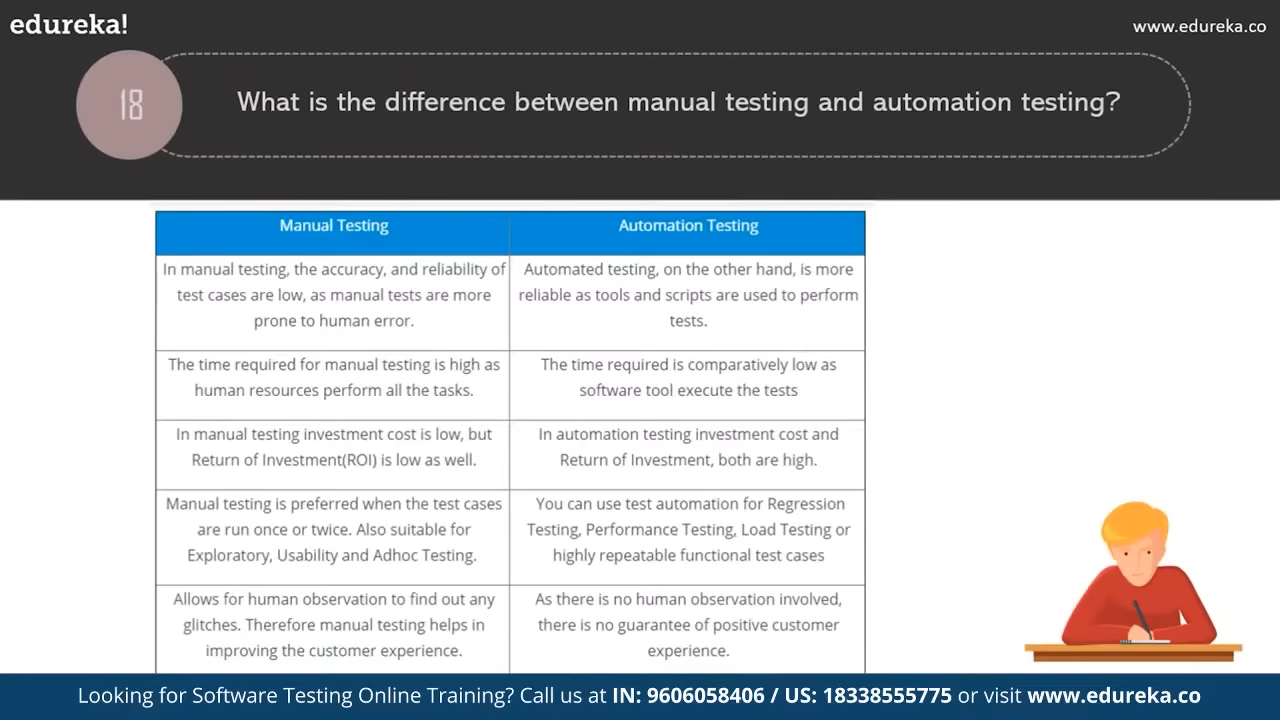 edureka!
www.edureka.co
18
What is the difference between manual testing and automation testing?
Manual Testing
Automation Testing
In manual testing, the accuracy, and reliability of
test cases are low, as manual tests are more
prone to human error.
Automated testing, on the other hand, is more
reliable as tools and scripts are used to perform
tests.
The time required for manual testing is high as
human resources perform all the tasks.
The time required is comparatively low as
software tool execute the tests
In manual testing investment cost is low, but
Return of Investment(ROI) is low as well.
In automation testing investment cost and
Return of Investment, both are high.
Manual testing is preferred when the test cases
are run once or twice. Also suitable for
Exploratory, Usability and Adhoc Testing.
You can use test automation for Regression
Testing, Performance Testing, Load Testing or
highly repeatable functional test cases
Allows for human observation to find out any
glitches. Therefore manual testing helps in
improving the customer experience.
As there is no human observation involved,
there is no guarantee of positive customer
experience.
Looking for Software Testing Online Training? Call us at IN: 9606058406 / US: 18338555775 or visit www.edureka.co